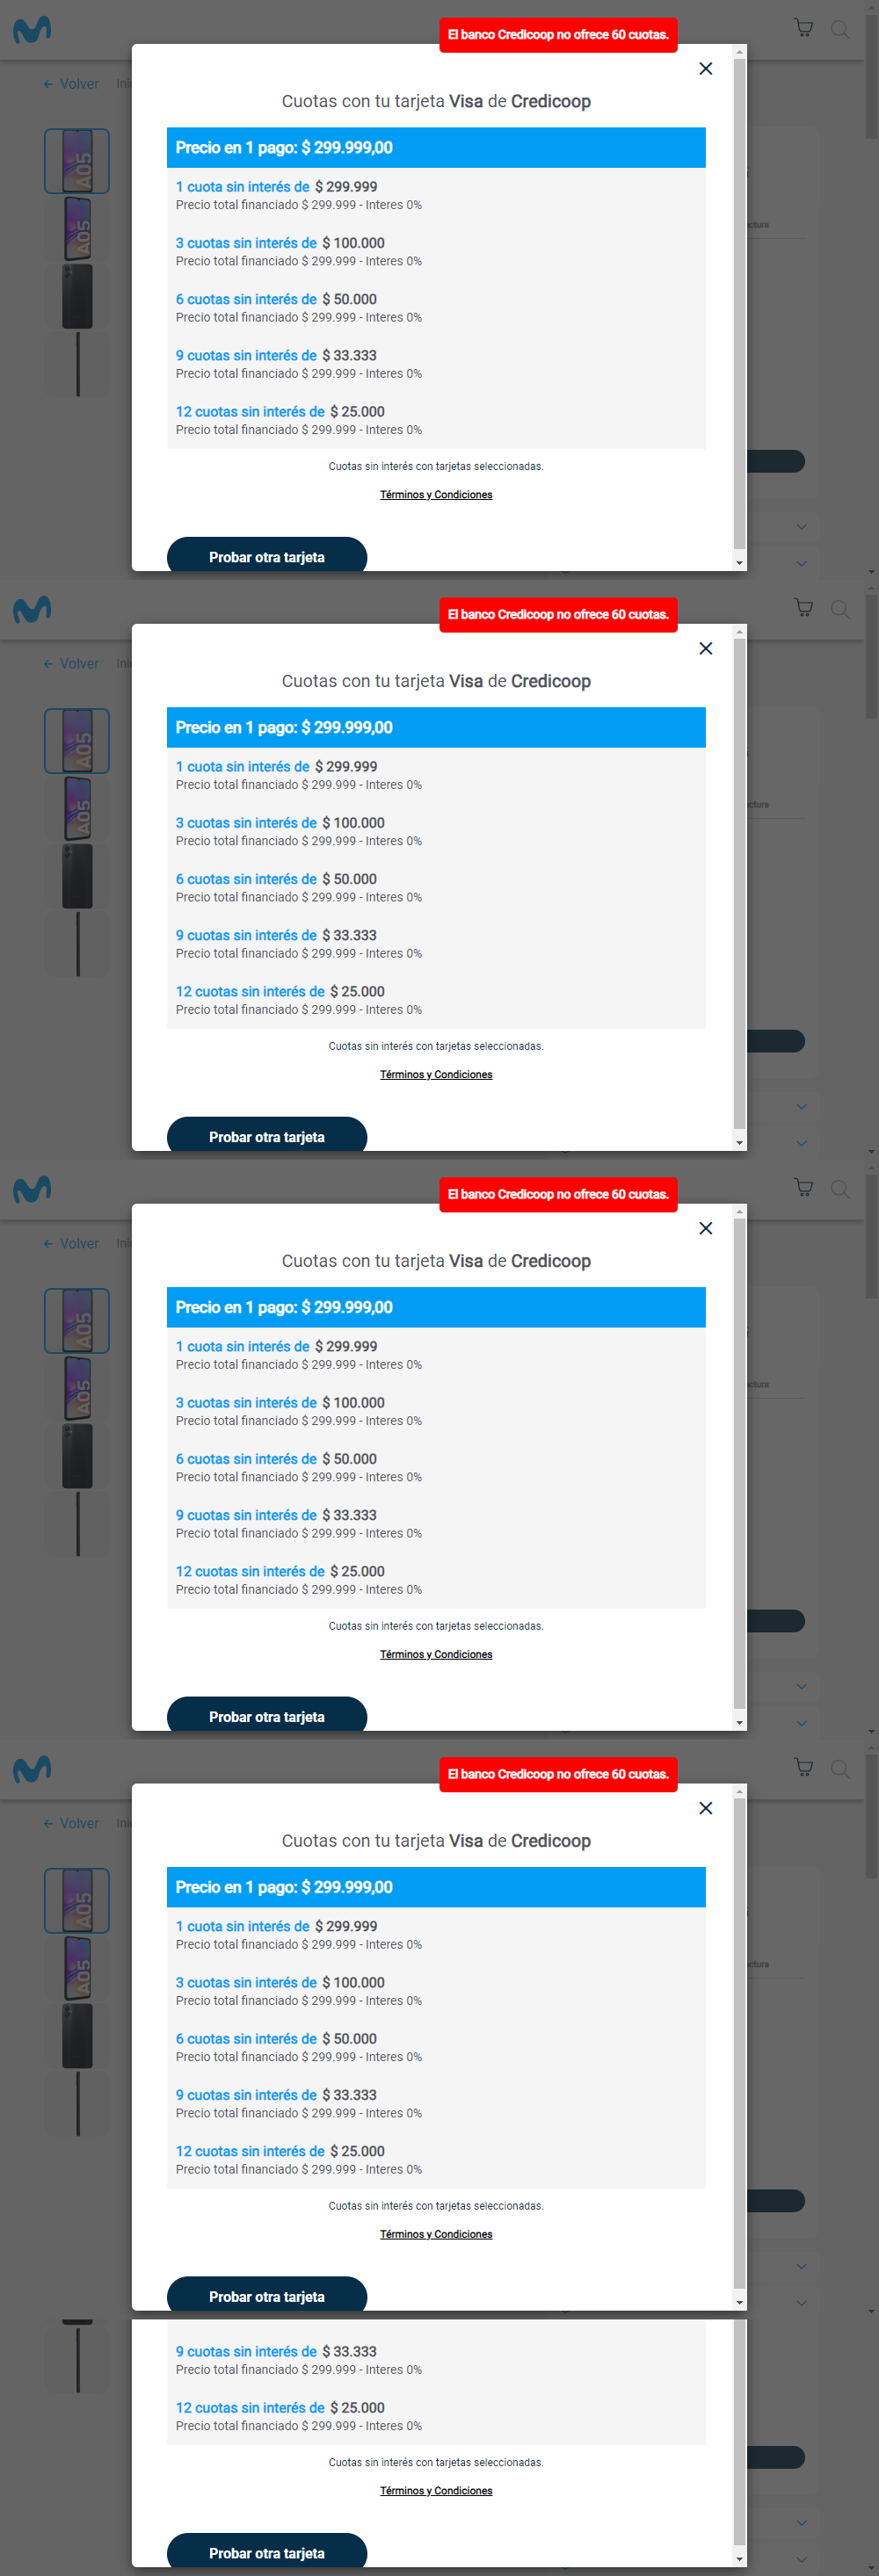 El banco Credicoop no ofrece 60 cuotas.
Volver
Cuotas con tu tarjeta Visa de Credicoop
A05
Precio en 1 pago: $ 299.999,00
1 cuota sin interés de $ 299.999
Precio total financiado $ 299.999 - Interes 0%
A05
3 cuotas sin interés de $ 100.000
Precio total financiado $ 299.999 - Interes 0%
6 cuotas sin interés de $ 50.000
Precio total financiado $ 299.999 - Interes 0%
9 cuotas sin interés de $ 33.333
Precio total financiado $ 299.999 - Interes 0%
12 cuotas sin interés de $ 25.000
Precio total financiado $ 299.999 - Interes 0%
Cuotas sin interés con tarjetas seleccionadas.
Términos y Condiciones
Probar otra tarjeta
El banco Credicoop no ofrece 60 cuotas.
Volver
Cuotas con tu tarjeta Visa de Credicoop
A05
Precio en 1 pago: $ 299.999,00
1 cuota sin interés de $ 299.999
Precio total financiado $ 299.999 - Interes 0%
A05
3 cuotas sin interés de $ 100.000
Precio total financiado $ 299.999 - Interes 0%
6 cuotas sin interés de $ 50.000
Precio total financiado $ 299.999 - Interes 0%
9 cuotas sin interés de $ 33.333
Precio total financiado $ 299.999 - Interes 0%
12 cuotas sin interés de $ 25.000
Precio total financiado $ 299.999 - Interes 0%
Cuotas sin interés con tarjetas seleccionadas.
Términos y Condiciones
Probar otra tarjeta
El banco Credicoop no ofrece 60 cuotas.
Volver
Cuotas con tu tarjeta Visa de Credicoop
A05
Precio en 1 pago: $ 299.999,00
1 cuota sin interés de $ 299.999
Precio total financiado $ 299.999 - Interes 0%
A05
3 cuotas sin interés de $ 100.000
Precio total financiado $ 299.999 - Interes 0%
6 cuotas sin interés de $ 50.000
Precio total financiado $ 299.999 - Interes 0%
9 cuotas sin interés de $ 33.333
Precio total financiado $ 299.999 - Interes 0%
12 cuotas sin interés de $ 25.000
Precio total financiado $ 299.999 - Interes 0%
Cuotas sin interés con tarjetas seleccionadas.
Términos y Condiciones
Probar otra tarjeta
El banco Credicoop no ofrece 60 cuotas.
Volver
Cuotas con tu tarjeta Visa de Credicoop
A05
Precio en 1 pago: $ 299.999,00
1 cuota sin interés de $ 299.999
Precio total financiado $ 299.999 - Interes 0%
A05
3 cuotas sin interés de $ 100.000
Precio total financiado $ 299.999 - Interes 0%
6 cuotas sin interés de $ 50.000
Precio total financiado $ 299.999 - Interes 0%
9 cuotas sin interés de $ 33.333
Precio total financiado $ 299.999 - Interes 0%
12 cuotas sin interés de $ 25.000
Precio total financiado $ 299.999 - Interes 0%
Cuotas sin interés con tarjetas seleccionadas.
Términos y Condiciones
Probar otra tarjeta
9 cuotas sin interés de $ 33.333
Precio total financiado $ 299.999 - Interes 0%
12 cuotas sin interés de $ 25.000
Precio total financiado $ 299.999 - Interes 0%
Cuotas sin interés con tarjetas seleccionadas.
Términos y Condiciones
Probar otra tarjeta